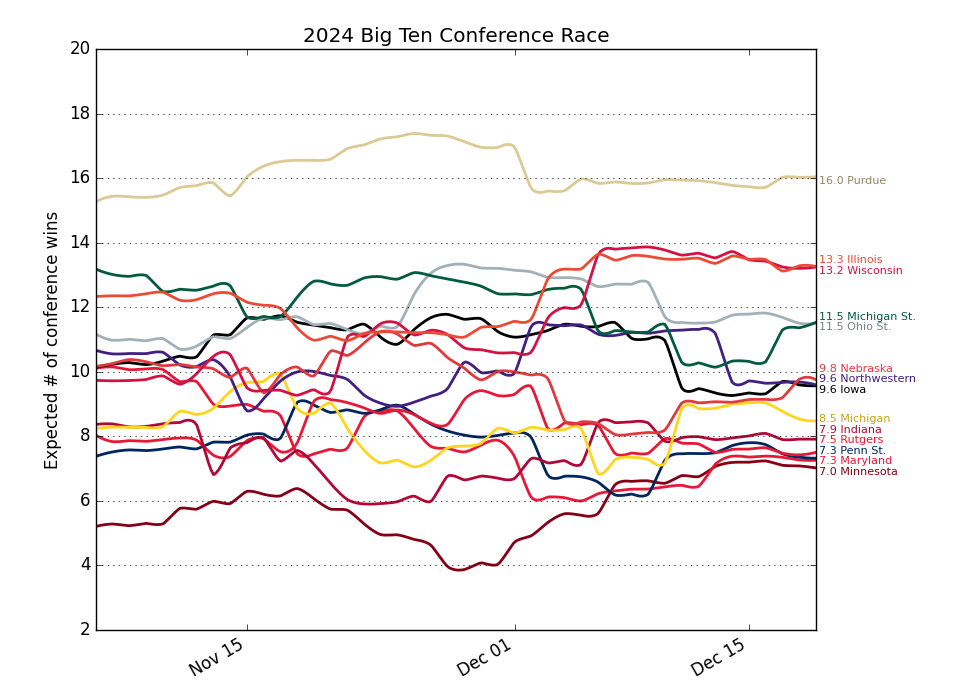 2024 Big Ten Conference Race
Expected # of conference wins
20
18
16
14
12
10
8
6
4
2
Nov 15
Dec 01
Dec 15
16.0 Purdue
13.3 Illinois
13.2 Wisconsin
11.5 Michigan St.
11.5 Ohio St.
9.8 Nebraska
9.6 Northwestern
9.6 Iowa
8.5 Michigan
7.9 Indiana
7.5 Rutgers
7.3 Penn St.
7.3 Maryland
7.0 Minnesota